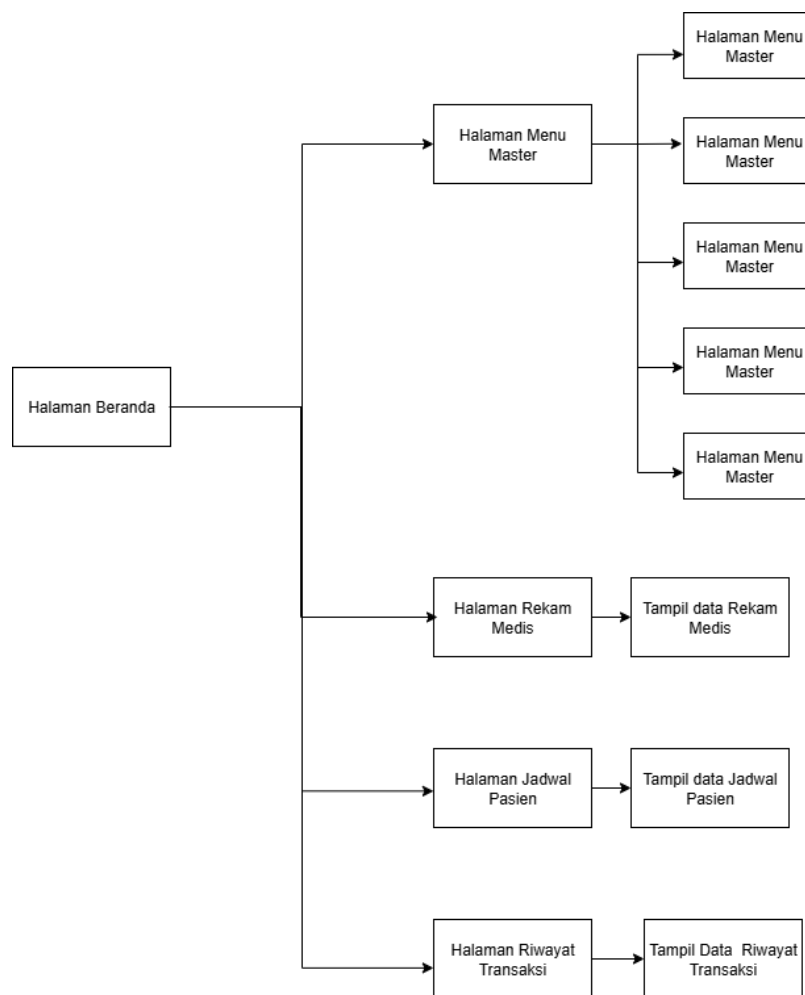 Halaman Menu
Master
Halaman Menu
Master
Halaman Menu
Master
Halaman Menu
Master
Halaman Menu
Master
Halaman Menu
Master
Halaman Beranda
Halaman Rekam
Medis
Tampil data Rekam
Medis
Halaman Jadwal
Pasien
Tampil data Jadwal
Pasien
Halaman Riwayat
Transaksi
Tampil Data  Riwayat
Transaksi